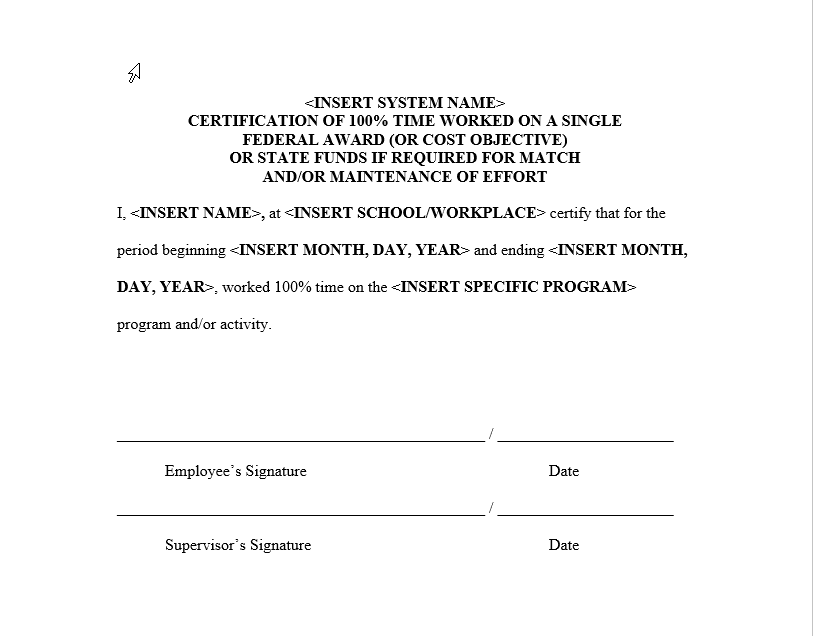 <INSERT SYSTEM NAME>
CERTIFICATION OF 100% TIME WORKED ON A SINGLE
FEDERAL AWARD (OR COST OBJECTIVE)
OR STATE FUNDS IF REQUIRED FOR MATCH
AND/OR MAINTENANCE OF EFFORT
I, <INSERT NAME>, at <INSERT SCHOOL/WORKPLACE> certify that for the
period beginning <INSERT MONTH, DAY, YEAR> and ending <INSERT MONTH,
DAY, YEAR>, worked 100% time on the <INSERT SPECIFIC PROGRAM>
program and/or activity.
/
Employee’s Signature Date
/
Supervisor’s Signature Date